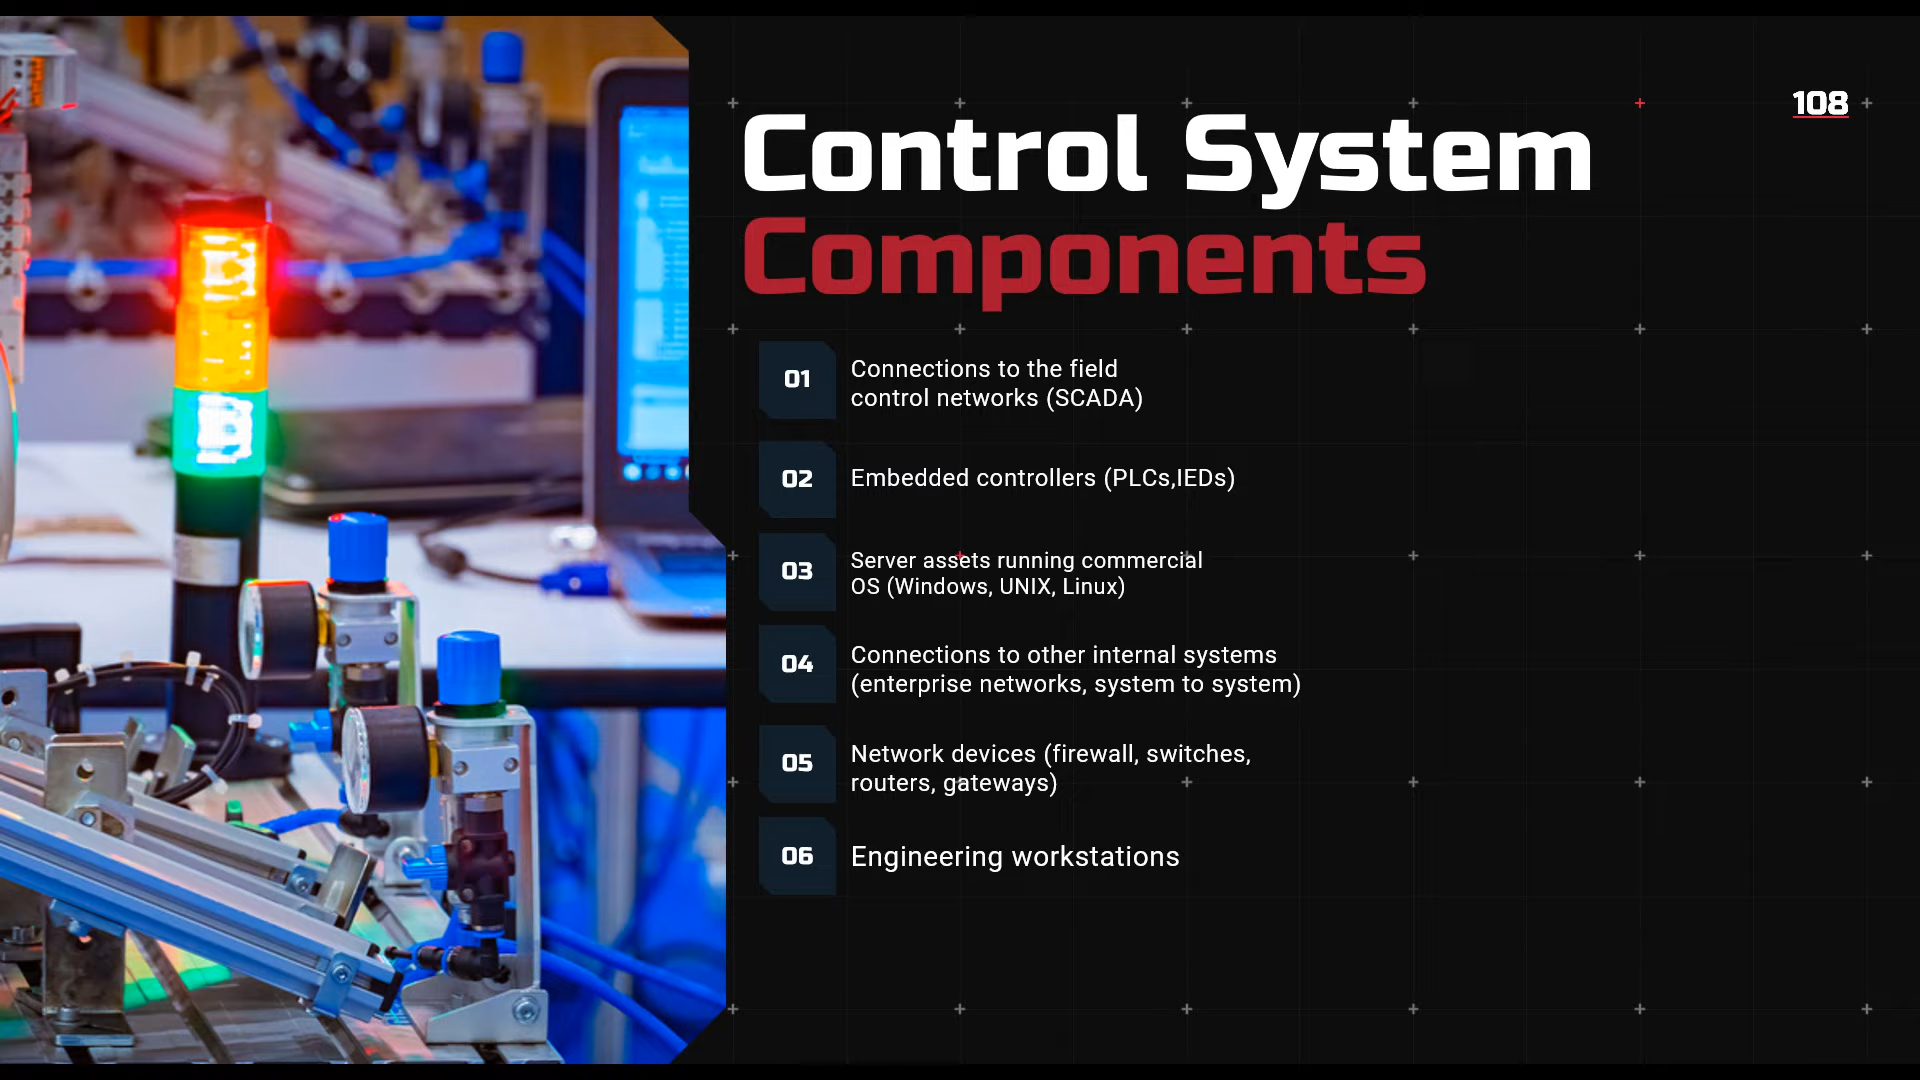 108
Control System
Components
01
Connections to the field
control networks (SCADA)
02
Embedded controllers (PLCs,IEDs)
03
Server assets running commercial
OS (Windows, UNIX, Linux)
04
Connections to other internal systems
(enterprise networks, system to system)
05
Network devices (firewall, switches,
routers, gateways)
06
Engineering workstations